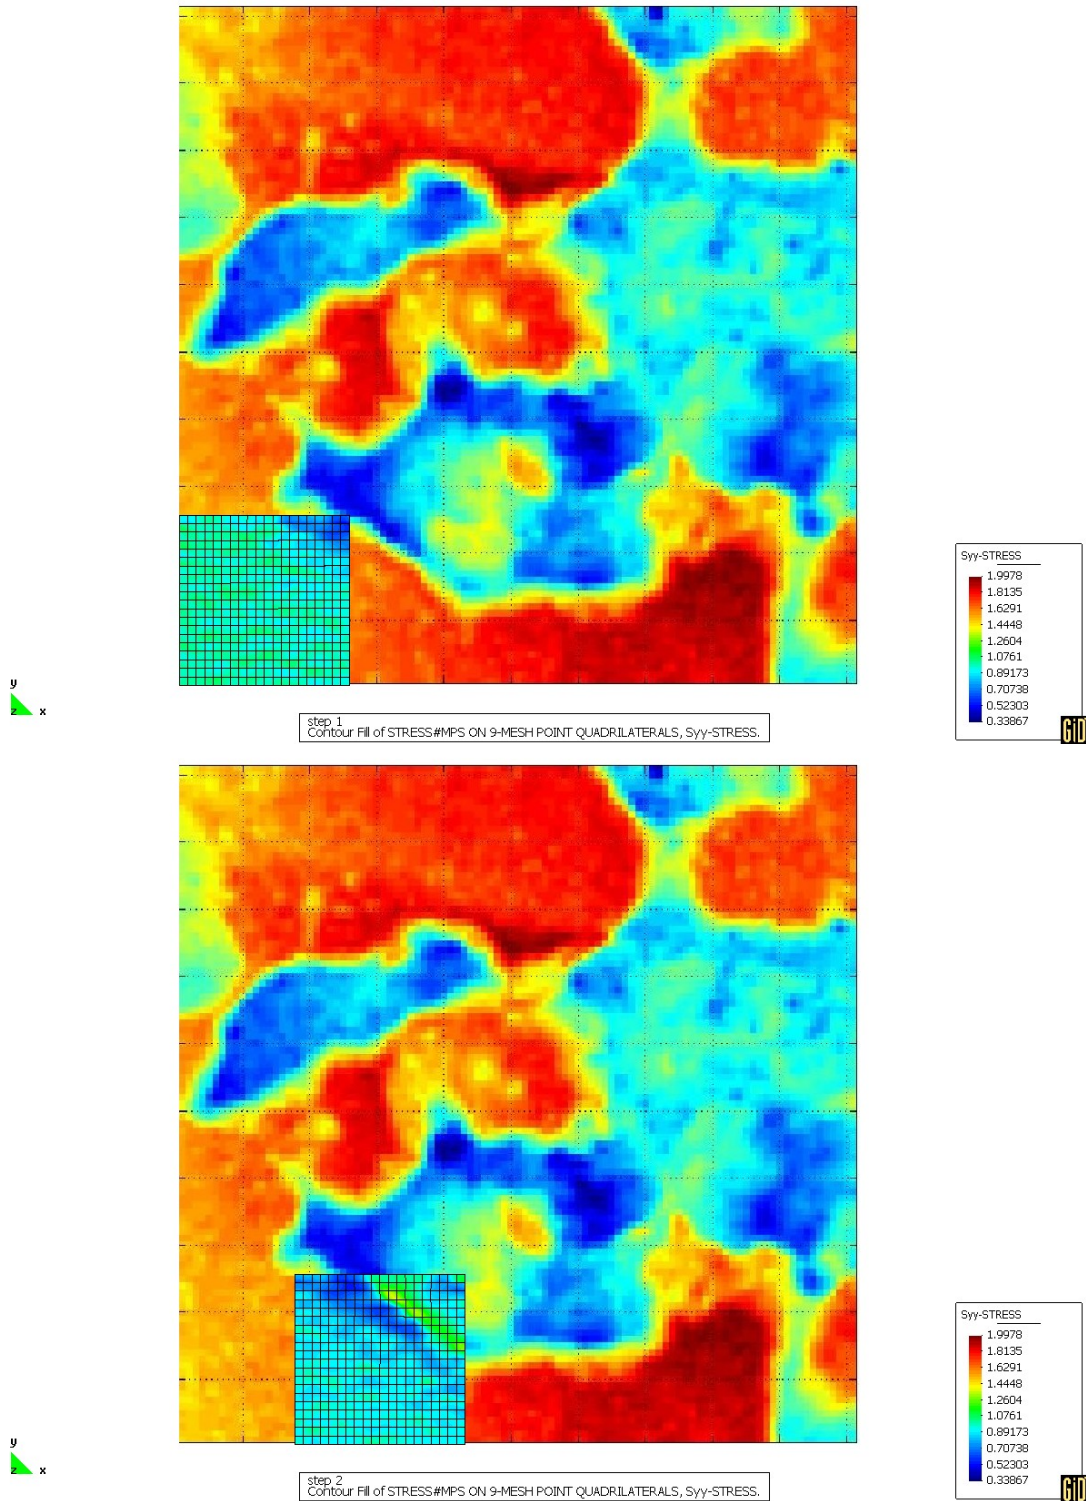 Syy-STRESS
1.9978
1.8135
1.6291
1.4448
1.2604
1.0761
0.89173
0.70738
0.52303
0.33867
y
z x
step 1
Contour Fill of STRESS#MPS ON 9-MESH POINT QUADRILATERALS, Syy-STRESS.
GiD
Syy-STRESS
1.9978
1.8135
1.6291
1.4448
1.2604
1.0761
0.89173
0.70738
0.52303
0.33867
y
z x
step 2
Contour Fill of STRESS#MPS ON 9-MESH POINT QUADRILATERALS, Syy-STRESS.
GiD